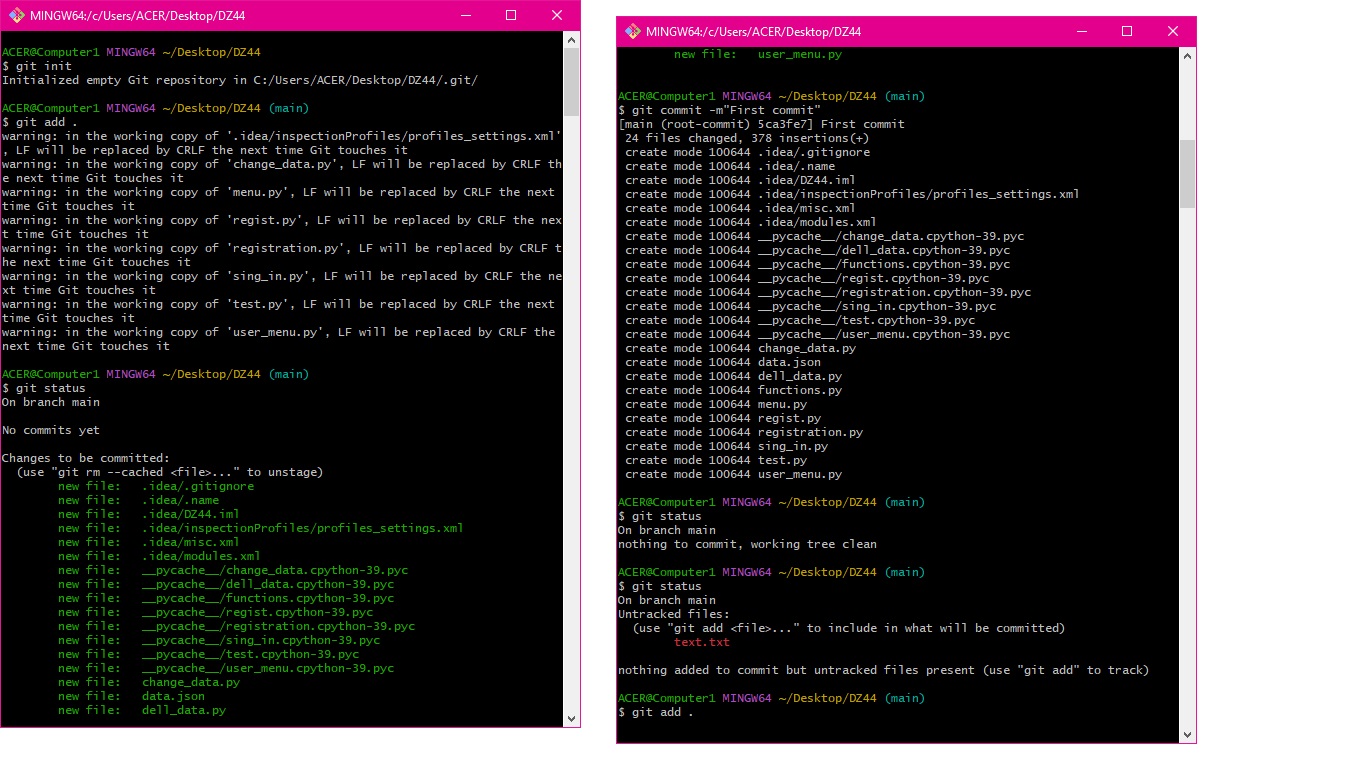 MINGW64:/c/Users/ACER/Desktop/DZ44
ACER@Computer1 MINGW64 ~/Desktop/DZ44
$ git init
Initialized empty Git repository in C:/Users/ACER/Desktop/DZ44/.git/
ACER@Computer1 MINGW64 ~/Desktop/DZ44 (main)
$ git add .
warning: in the working copy of '.idea/inspectionProfiles/profiles_settings.xml'
, LF will be replaced by CRLF the next time Git touches it
warning: in the working copy of 'change_data.py', LF will be replaced by CRLF th
e next time Git touches it
warning: in the working copy of 'menu.py', LF will be replaced by CRLF the next
time Git touches it
warning: in the working copy of 'regist.py', LF will be replaced by CRLF the nex
t time Git touches it
warning: in the working copy of 'registration.py', LF will be replaced by CRLF t
he next time Git touches it
warning: in the working copy of 'sing_in.py', LF will be replaced by CRLF the ne
xt time Git touches it
warning: in the working copy of 'test.py', LF will be replaced by CRLF the next
time Git touches it
warning: in the working copy of 'user_menu.py', LF will be replaced by CRLF the
next time Git touches it
ACER@Computer1 MINGW64 ~/Desktop/DZ44 (main)
$ git status
On branch main
No commits yet
Changes to be committed:
(use "git rm --cached <file>..." to unstage)
new file: .idea/.gitignore
new file: .idea/.name
new file: .idea/DZ44.iml
new file: .idea/inspectionProfiles/profiles_settings.xml
new file: .idea/misc.xml
new file: .idea/modules.xml
new file: __pycache__/change_data.cpython-39.pyc
new file: __pycache__/dell_data.cpython-39.pyc
new file: __pycache__/functions.cpython-39.pyc
new file: __pycache__/regist.cpython-39.pyc
new file: __pycache__/registration.cpython-39.pyc
new file: __pycache__/sing_in.cpython-39.pyc
new file: __pycache__/test.cpython-39.pyc
new file: __pycache__/user_menu.cpython-39.pyc
new file: change_data.py
new file: data.json
new file: dell_data.py
MINGW64:/c/Users/ACER/Desktop/DZ44
new file: user_menu.py
ACER@Computer1 MINGW64 ~/Desktop/DZ44 (main)
$ git commit -m"First commit"
[main (root-commit) 5ca3fe7] First commit
24 files changed, 378 insertions(+)
create mode 100644 .idea/.gitignore
create mode 100644 .idea/.name
create mode 100644 .idea/DZ44.iml
create mode 100644 .idea/inspectionProfiles/profiles_settings.xml
create mode 100644 .idea/misc.xml
create mode 100644 .idea/modules.xml
create mode 100644 __pycache__/change_data.cpython-39.pyc
create mode 100644 __pycache__/dell_data.cpython-39.pyc
create mode 100644 __pycache__/functions.cpython-39.pyc
create mode 100644 __pycache__/regist.cpython-39.pyc
create mode 100644 __pycache__/registration.cpython-39.pyc
create mode 100644 __pycache__/sing_in.cpython-39.pyc
create mode 100644 __pycache__/test.cpython-39.pyc
create mode 100644 __pycache__/user_menu.cpython-39.pyc
create mode 100644 change_data.py
create mode 100644 data.json
create mode 100644 dell_data.py
create mode 100644 functions.py
create mode 100644 menu.py
create mode 100644 regist.py
create mode 100644 registration.py
create mode 100644 sing_in.py
create mode 100644 test.py
create mode 100644 user_menu.py
ACER@Computer1 MINGW64 ~/Desktop/DZ44 (main)
$ git status
On branch main
nothing to commit, working tree clean
ACER@Computer1 MINGW64 ~/Desktop/DZ44 (main)
$ git status
On branch main
Untracked files:
(use "git add <file>..." to include in what will be committed)
text.txt
nothing added to commit but untracked files present (use "git add" to track)
ACER@Computer1 MINGW64 ~/Desktop/DZ44 (main)
$ git add .